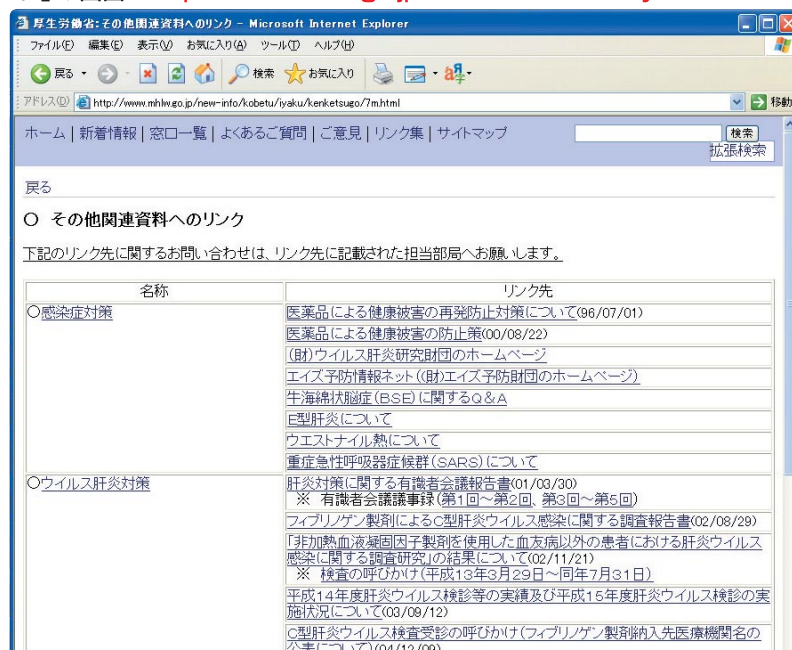 厚生労働省:その他関連資料へのリンク - Microsoft Internet Explorer
ファイル(F) 編集(E) 表示(V) お気に入り(A) ツール(T) ヘルプ(H)
戻る 検索 お気に入り
アドレス(D) http://www.mhlw.go.jp/new-info/kobetu/iyaku/kenketsugo/7m.html 移動
ホーム | 新着情報 | 窓口一覧 | よくあるご質問 | ご意見 | リンク集 | サイトマップ 検索
拡張検索
戻る
○ その他関連資料へのリンク
下記のリンク先に関するお問い合わせは、リンク先に記載された担当部局へお願いします。
名称 リンク先
○感染症対策 医薬品による健康被害の再発防止対策について(96/07/01)
医薬品による健康被害の防止策(00/08/22)
(財)ウイルス肝炎研究財団のホームページ
エイズ予防情報ネット((財)エイズ予防財団のホームページ)
牛海綿状脳症(BSE)に関するQ&A
E型肝炎について
ウエストナイル熱について
重症急性呼吸器症候群(SARS)について
○ウイルス肝炎対策 肝炎対策に関する有識者会議報告書(01/03/30)
※ 有識者会議議事録(第1回~第2回、第3回~第5回)
フィブリノゲン製剤によるC型肝炎ウイルス感染に関する調査報告書(02/08/29)
「非加熱血液凝固因子製剤を使用した血友病以外の患者における肝炎ウイルス
感染に関する調査研究」の結果について(02/11/21)
※ 検査の呼びかけ(平成13年3月29日~同年7月31日)
平成14年度肝炎ウイルス検診等の実績及び平成15年度肝炎ウイルス検診の実
施状況について(03/09/12)
C型肝炎ウイルス検査受診の呼びかけ(フィブリノゲン製剤納入先医療機関名の
公表について)(04/12/09)